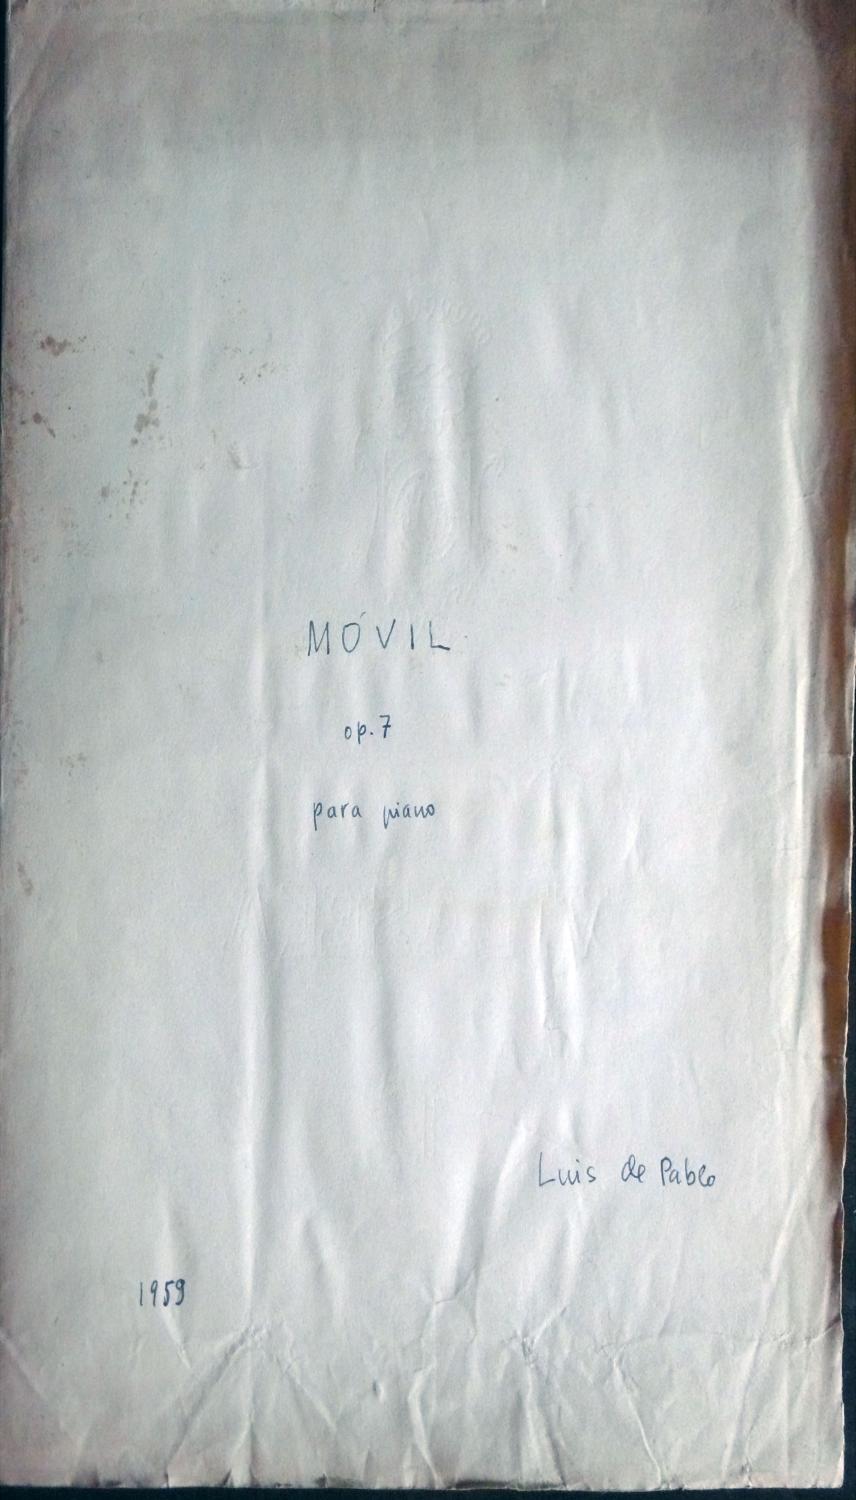 MÓVIL
op.7
para piano
Luis de Pablo
1959